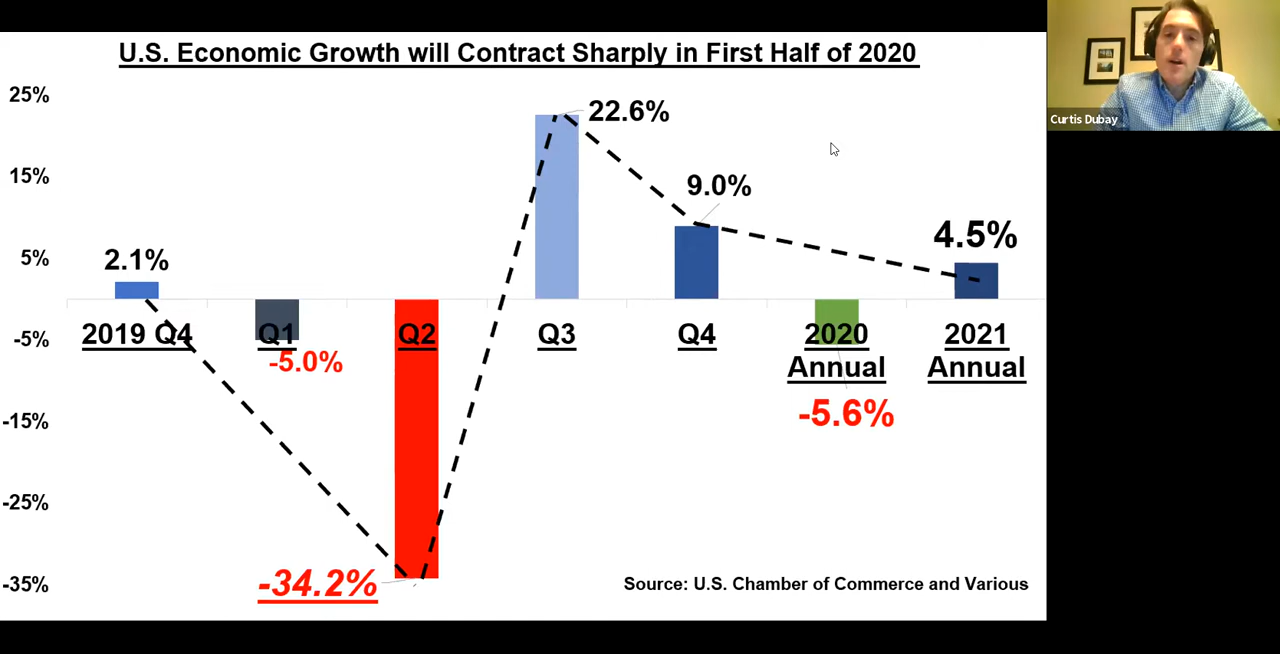 U.S. Economic Growth will Contract Sharply in First Half of 2020
Curtis Dubay
25%
15%
5%
-5%
-15%
-25%
-35%
2.1%
22.6%
9.0%
4.5%
2019 Q4
Q1
Q2
Q3
Q4
2020
Annual
2021
Annual
-5.0%
-5.6%
-34.2%
Source: U.S. Chamber of Commerce and Various